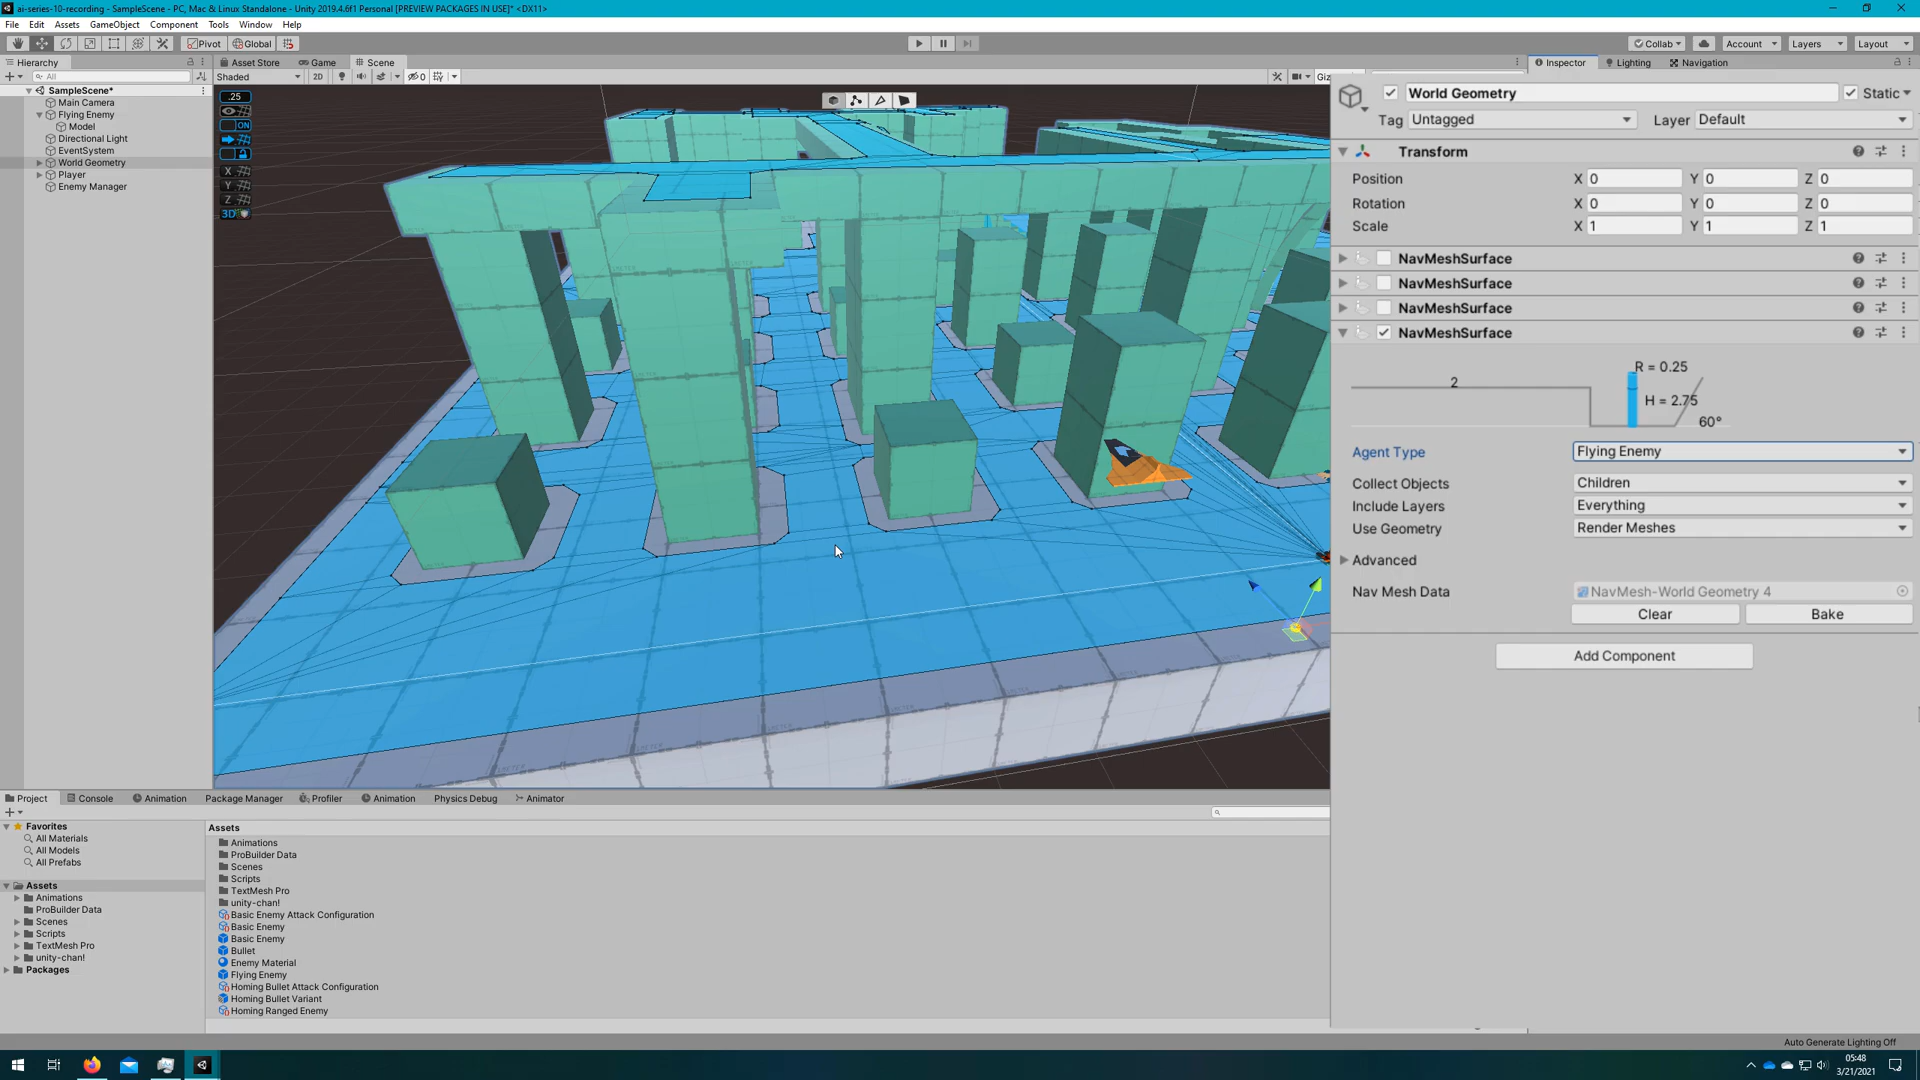 ai-series-10-recording - SampleScene - PC, Mac & Linux Standalone - Unity 2019.4.6f1 Personal [PREVIEW PACKAGES IN USE]* <DX11>
File Edit Assets GameObject Component Tools Window Help
Pivot Global Collab Account Layers Layout
Hierarchy Asset Store Game Scene Inspector Lighting Navigation
All Shaded 2D 0 Giz
SampleScene*
Main Camera
Flying Enemy
Model
Directional Light
EventSystem
World Geometry
Player
Enemy Manager
.25
ON
X
Y
Z
3D
World Geometry Static
Tag Untagged Layer Default
Transform
Position X 0 Y 0 Z 0
Rotation X 0 Y 0 Z 0
Scale X 1 Y 1 Z 1
NavMeshSurface
NavMeshSurface
NavMeshSurface
NavMeshSurface
R = 0.25
2
H = 2.75
60°
Agent Type Flying Enemy
Collect Objects Children
Include Layers Everything
Use Geometry Render Meshes
Advanced
Nav Mesh Data NavMesh-World Geometry 4
Clear Bake
Add Component
Project Console Animation Package Manager Profiler Animation Physics Debug Animator
Favorites
All Materials
All Models
All Prefabs
Assets
Animations
ProBuilder Data
Scenes
Scripts
TextMesh Pro
unity-chan!
Packages
Assets
Animations
ProBuilder Data
Scenes
Scripts
TextMesh Pro
unity-chan!
Basic Enemy Attack Configuration
Basic Enemy
Basic Enemy
Bullet
Enemy Material
Flying Enemy
Homing Bullet Attack Configuration
Homing Bullet Variant
Homing Ranged Enemy
Auto Generate Lighting Off
05:48
3/21/2021